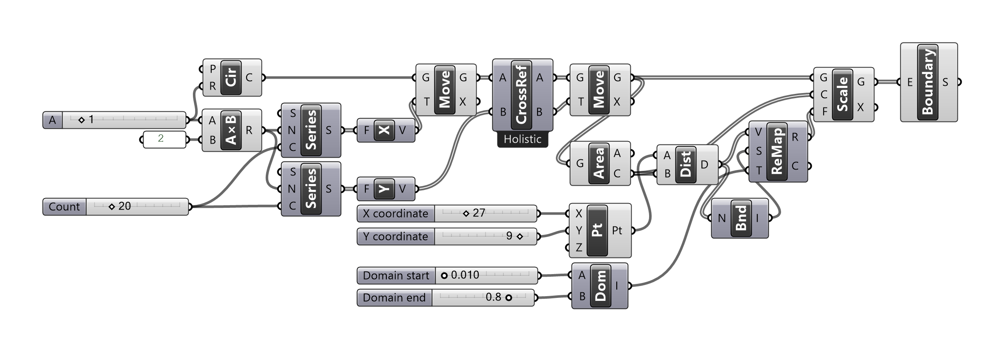 P
R
Cir
C
A
1
2
A
B
A×B
R
S
N
C
Series
S
F
X
V
G
T
Move
G
X
A
B
CrossRef
A
B
Holistic
G
T
Move
G
X
S
N
C
Series
S
F
Y
V
Count
20
X coordinate
27
Y coordinate
9
X
Y
Z
Pt
Pt
Domain start
0.010
Domain end
0.8
A
B
Dom
I
G
Area
A
C
A
B
Dist
D
N
Bnd
I
V
S
T
ReMap
R
C
G
C
F
Scale
G
X
E
Boundary
S